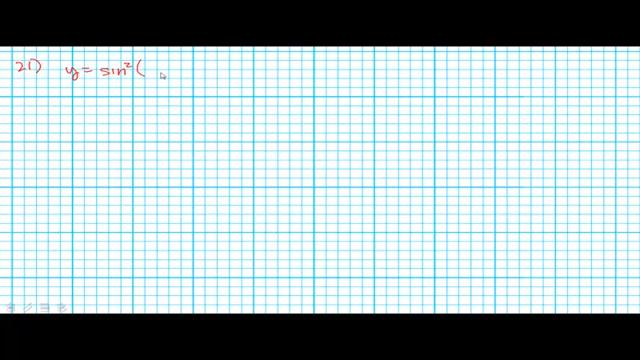 21) y = sin²(